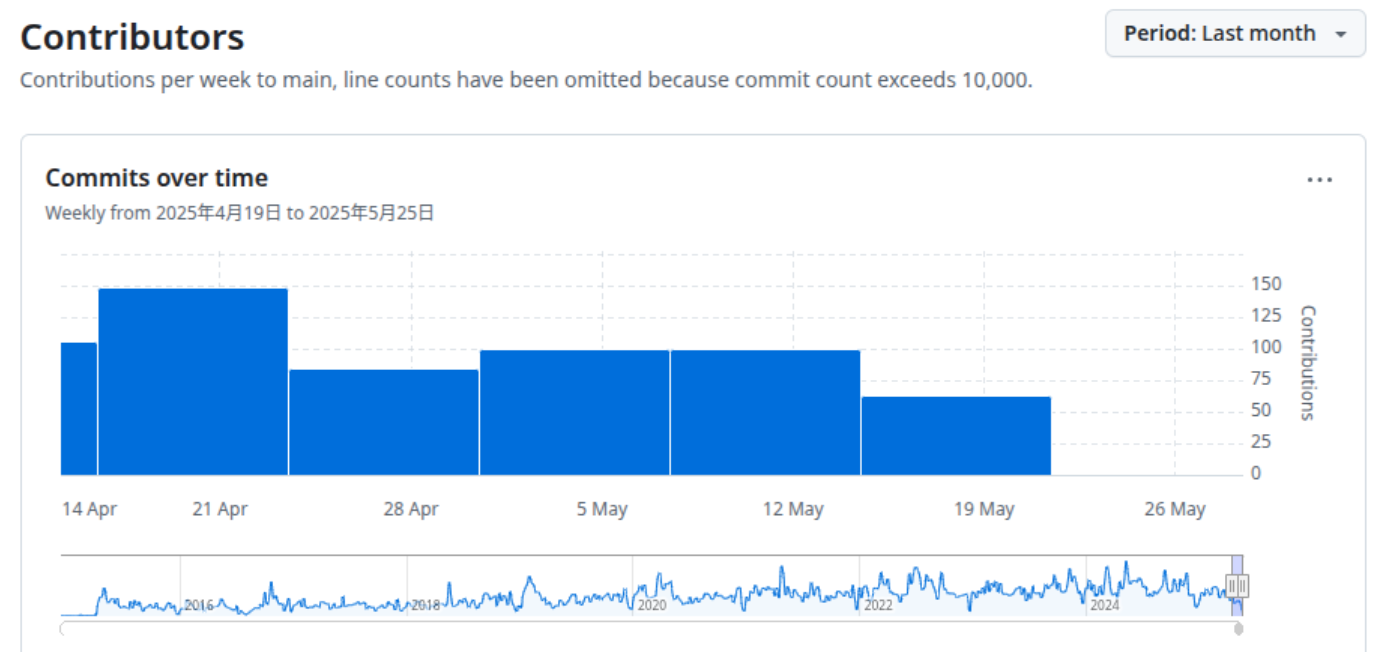 Contributors
Period: Last month
Contributions per week to main, line counts have been omitted because commit count exceeds 10,000.
Commits over time
Weekly from 2025年4月19日 to 2025年5月25日
150
125
100
75
50
25
0
Contributions
14 Apr 21 Apr 28 Apr 5 May 12 May 19 May 26 May
2016 2018 2020 2022 2024